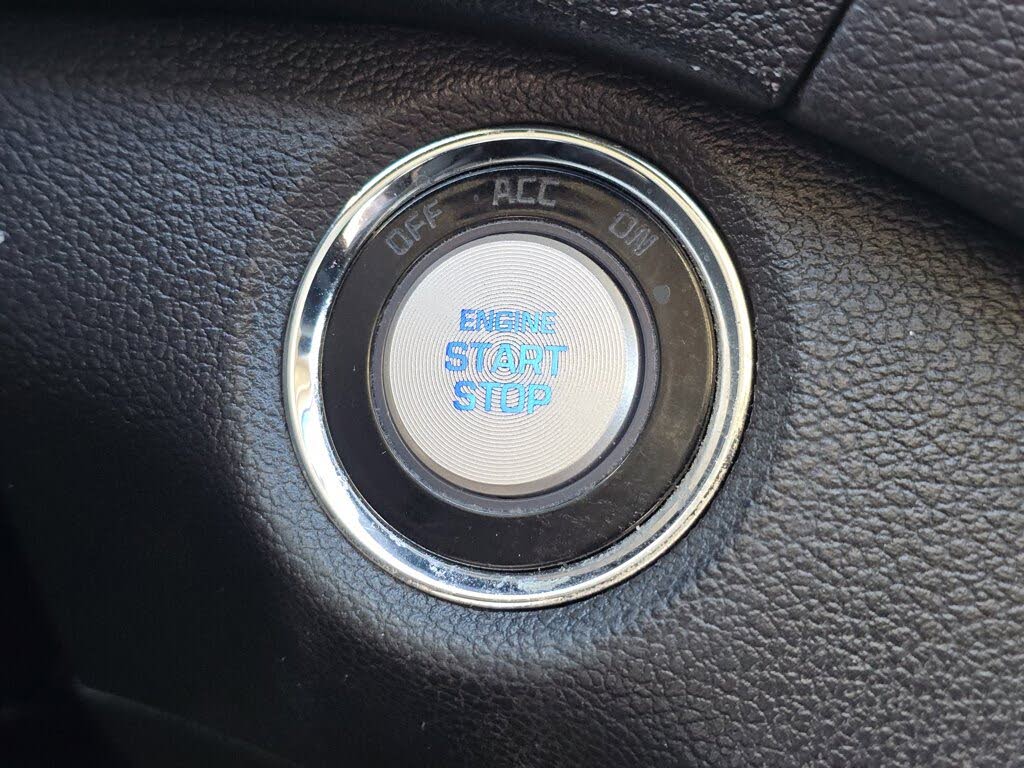 OFF ACC ON
ENGINE
START
STOP